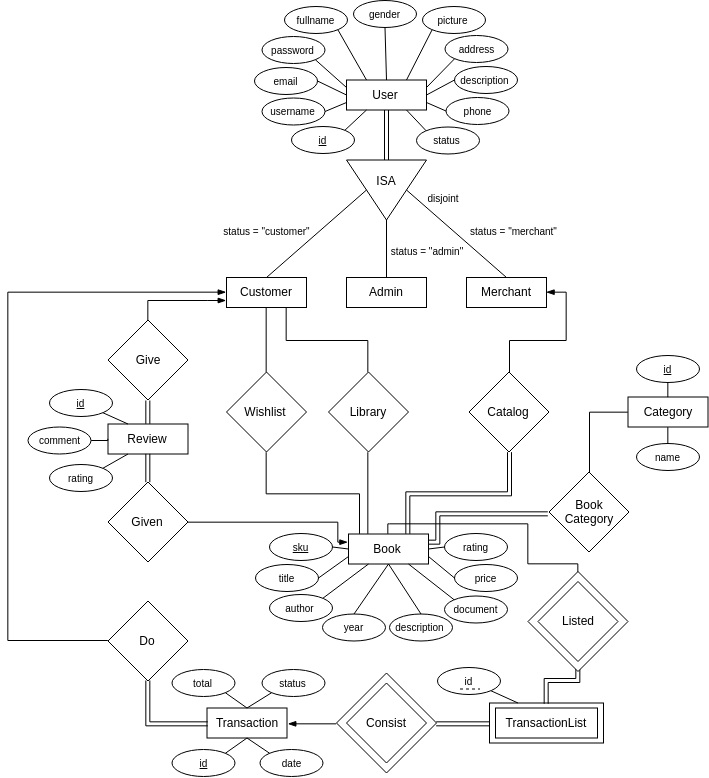 gender
fullname
picture
password
address
email
description
User
username
phone
id
status
ISA
disjoint
status = "customer"
status = "merchant"
status = "admin"
Customer
Admin
Merchant
Give
id
Wishlist
Library
Catalog
Category
id
comment
Review
name
rating
Book
Category
Given
sku
Book
rating
title
price
author
document
year
description
Listed
Do
total
status
id
Transaction
Consist
TransactionList
id
date